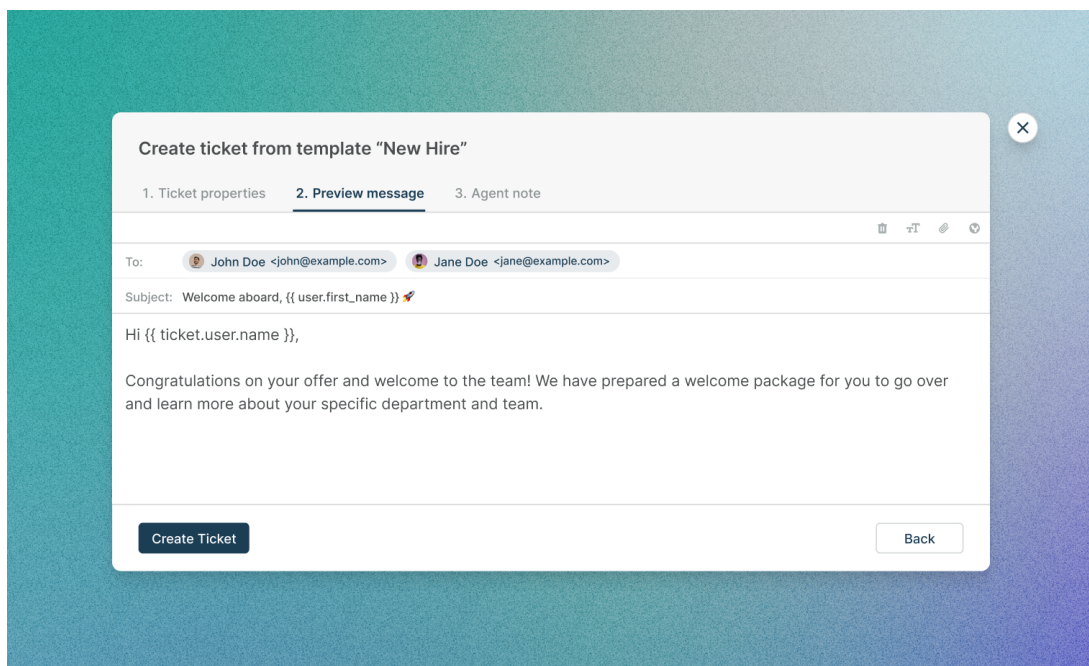 Create ticket from template “New Hire”
1. Ticket properties 2. Preview message 3. Agent note
To: John Doe <john@example.com> Jane Doe <jane@example.com>
Subject: Welcome aboard, {{ user.first_name }} 🚀
Hi {{ ticket.user.name }},
Congratulations on your offer and welcome to the team! We have prepared a welcome package for you to go over
and learn more about your specific department and team.
Create Ticket Back